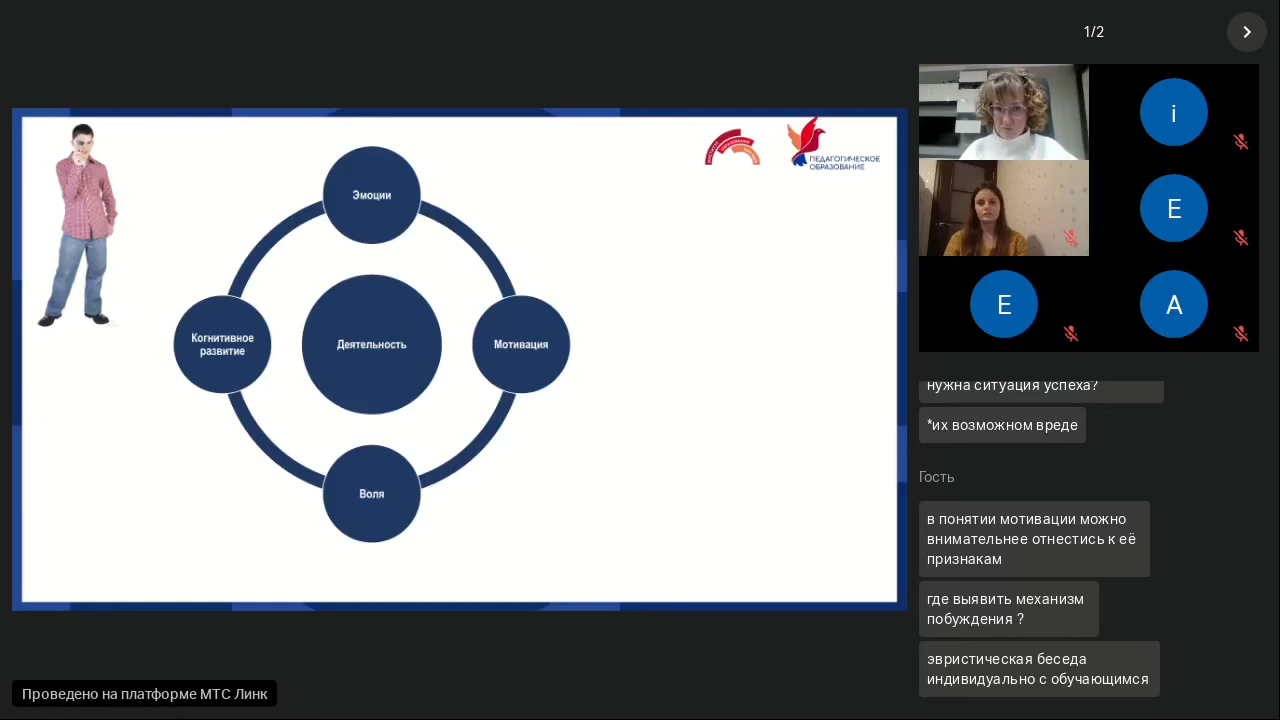 1/2
ПЕДАГОГИЧЕСКОЕ
ОБРАЗОВАНИЕ
Эмоции
Когнитивное
развитие
Деятельность
Мотивация
Воля
i
E
E
A
нужна ситуация успеха?
*их возможном вреде
Гость
в понятии мотивации можно
внимательнее отнестись к её
признакам
где выявить механизм
побуждения ?
эвристическая беседа
индивидуально с обучающимся
Проведено на платформе МТС Линк